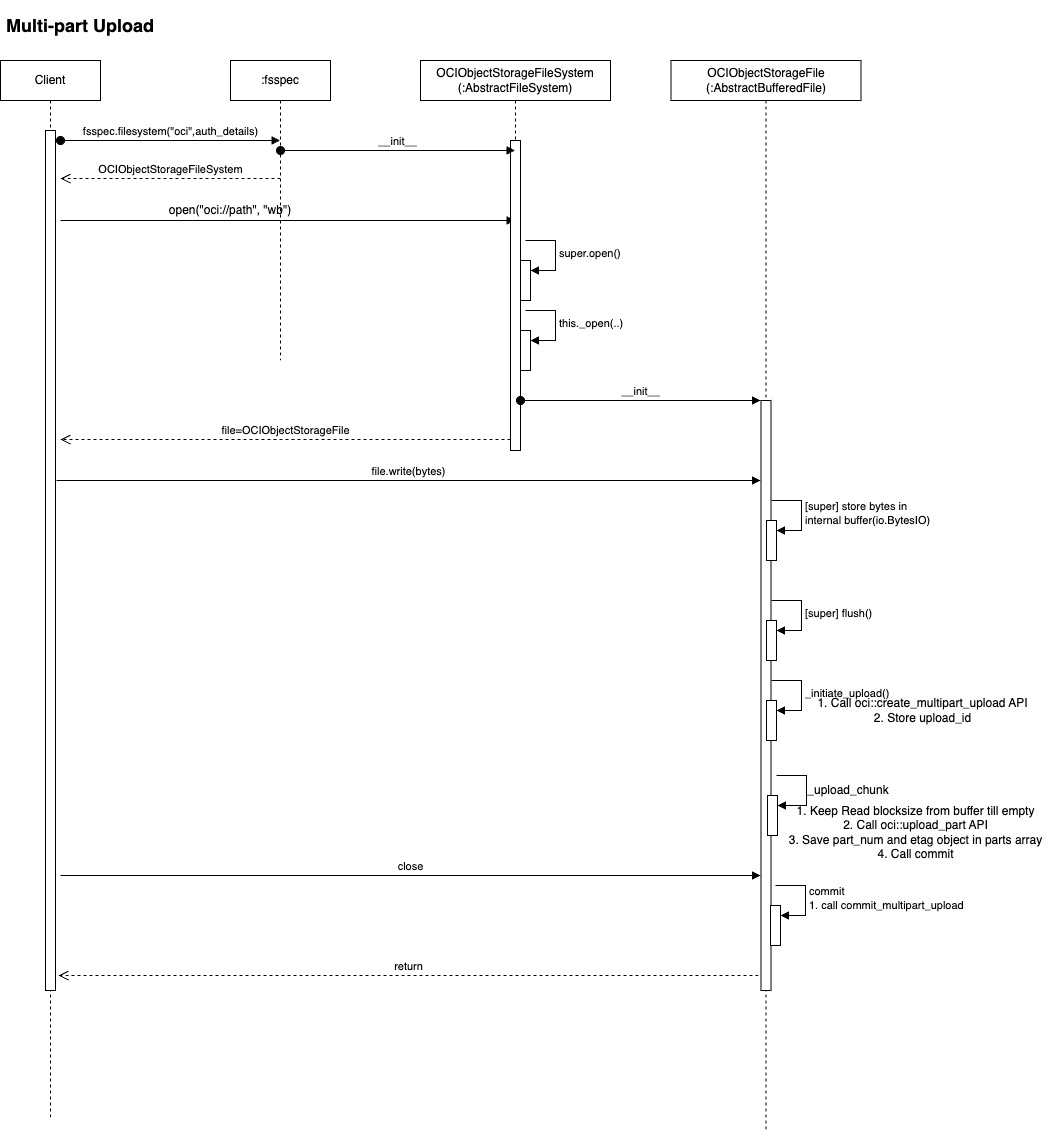 Multi-part Upload
Client
:fsspec
OCIObjectStorageFileSystem
(:AbstractFileSystem)
OCIObjectStorageFile
(:AbstractBufferedFile)
fsspec.filesystem("oci",auth_details)
__init__
OCIObjectStorageFileSystem
open("oci://path", "wb")
super.open()
this._open(..)
__init__
file=OCIObjectStorageFile
file.write(bytes)
[super] store bytes in
internal buffer(io.BytesIO)
[super] flush()
_initiate_upload()
1. Call oci::create_multipart_upload API
2. Store upload_id
_upload_chunk
1. Keep Read blocksize from buffer till empty
2. Call oci::upload_part API
3. Save part_num and etag object in parts array
4. Call commit
close
commit
1. call commit_multipart_upload
return